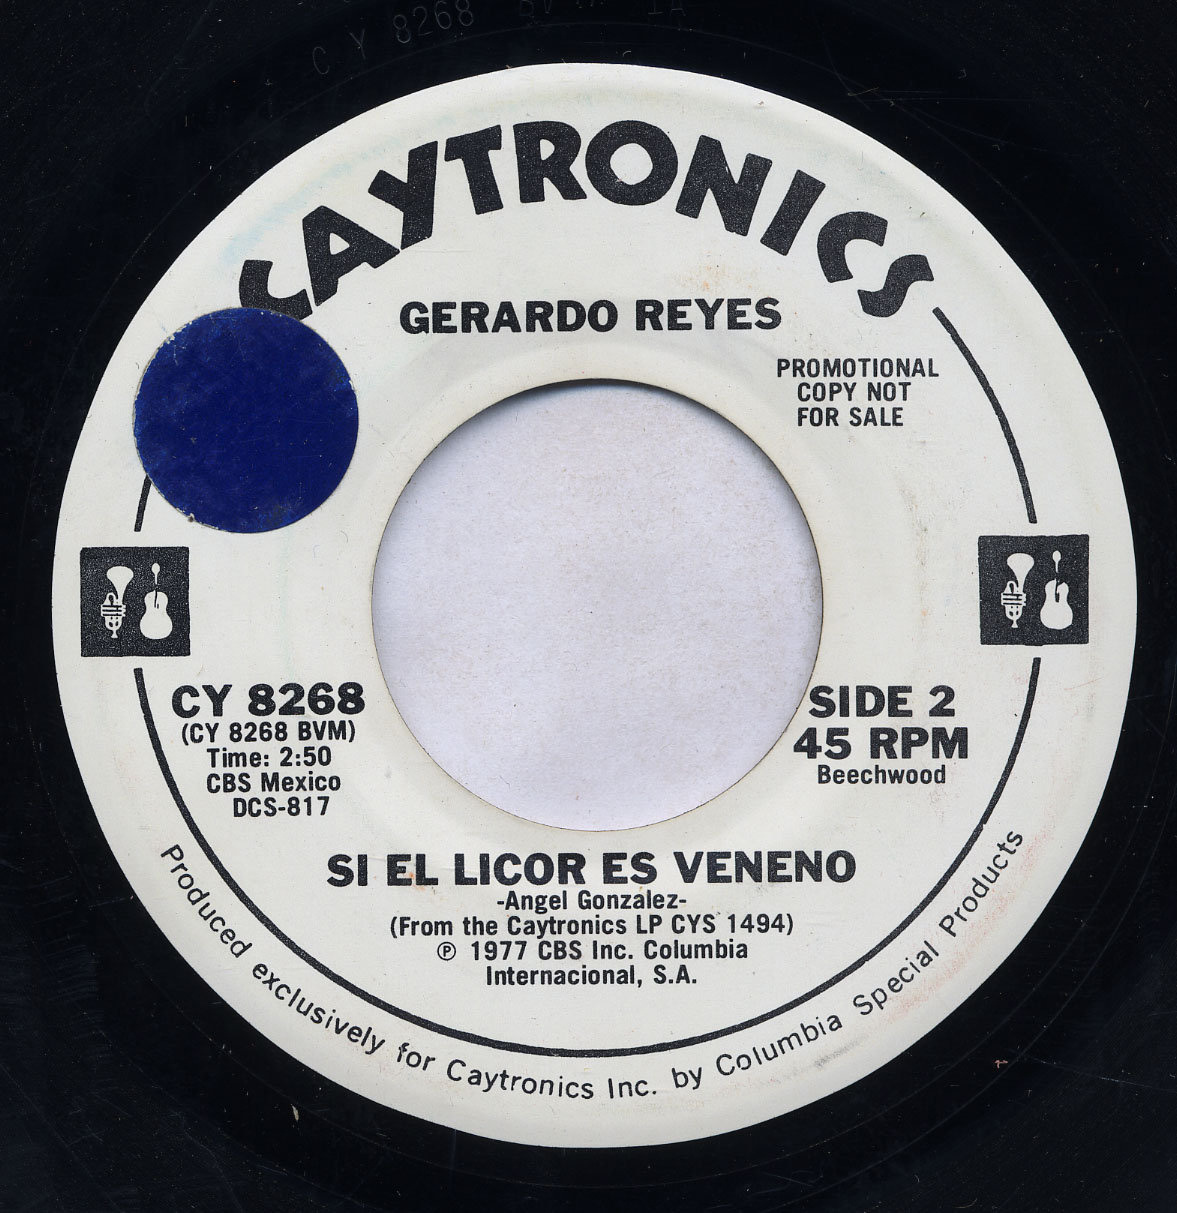 CY 8268
CAYTRONICS
GERARDO REYES
PROMOTIONAL
COPY NOT
FOR SALE
CY 8268
(CY 8268 BVM)
Time: 2:50
CBS Mexico
DCS-817
SIDE 2
45 RPM
Beechwood
SI EL LICOR ES VENENO
-Angel Gonzalez-
(From the Caytronics LP CYS 1494)
℗ 1977 CBS Inc. Columbia
Internacional, S.A.
Produced exclusively for Caytronics Inc. by Columbia Special Products